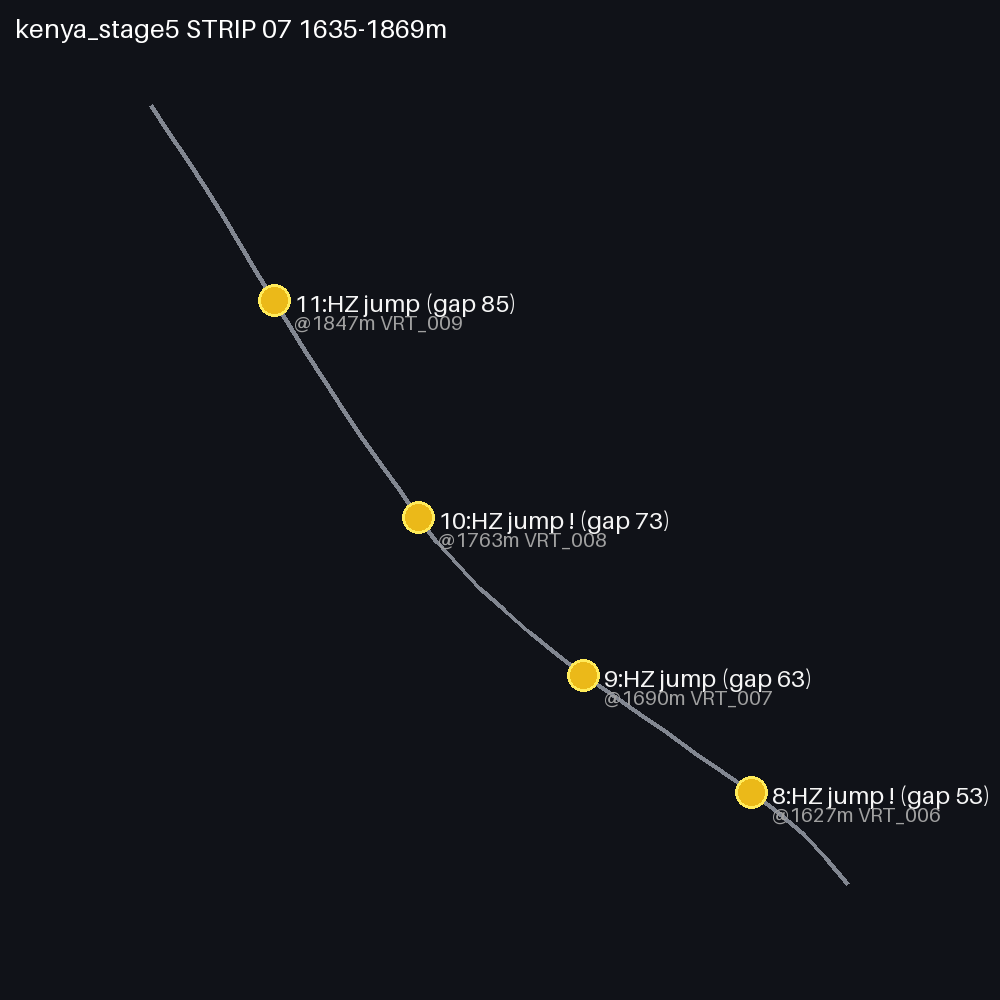 kenya_stage5 STRIP 07 1635-1869m
11:HZ jump (gap 85)
@1847m VRT_009
10:HZ jump ! (gap 73)
@1763m VRT_008
9:HZ jump (gap 63)
@1690m VRT_007
8:HZ jump ! (gap 53)
@1627m VRT_006